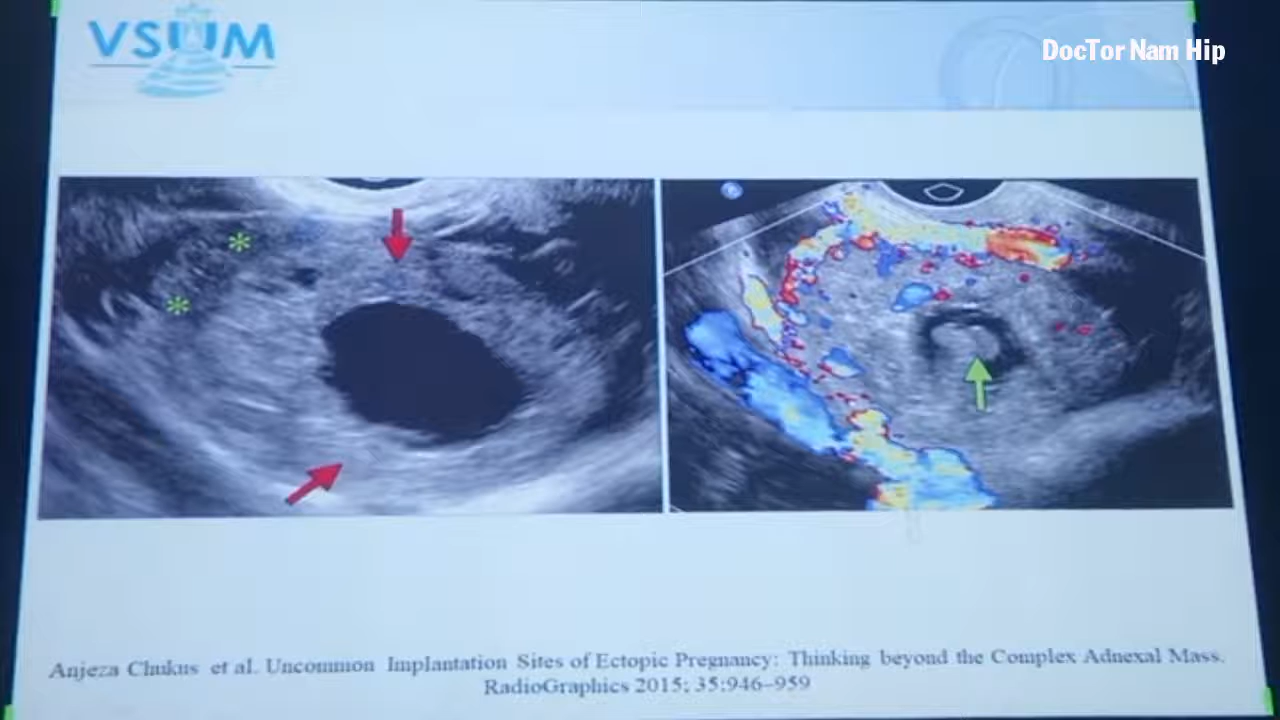 VSUM
DocTor Nam Hip
*
*
Anjeza Chukus et al. Uncommon Implantation Sites of Ectopic Pregnancy: Thinking beyond the Complex Adnexal Mass.
RadioGraphics 2015; 35:946–959